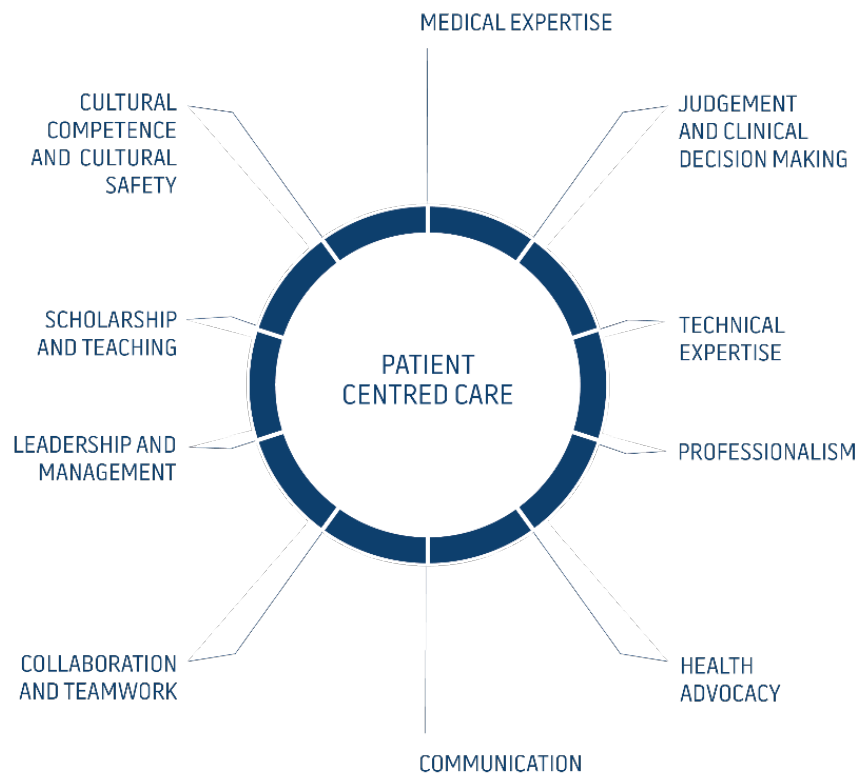 MEDICAL EXPERTISE
CULTURAL
COMPETENCE
AND CULTURAL
SAFETY
JUDGEMENT
AND CLINICAL
DECISION MAKING
SCHOLARSHIP
AND TEACHING
TECHNICAL
EXPERTISE
PATIENT
CENTRED CARE
LEADERSHIP AND
MANAGEMENT
PROFESSIONALISM
COLLABORATION
AND TEAMWORK
HEALTH
ADVOCACY
COMMUNICATION